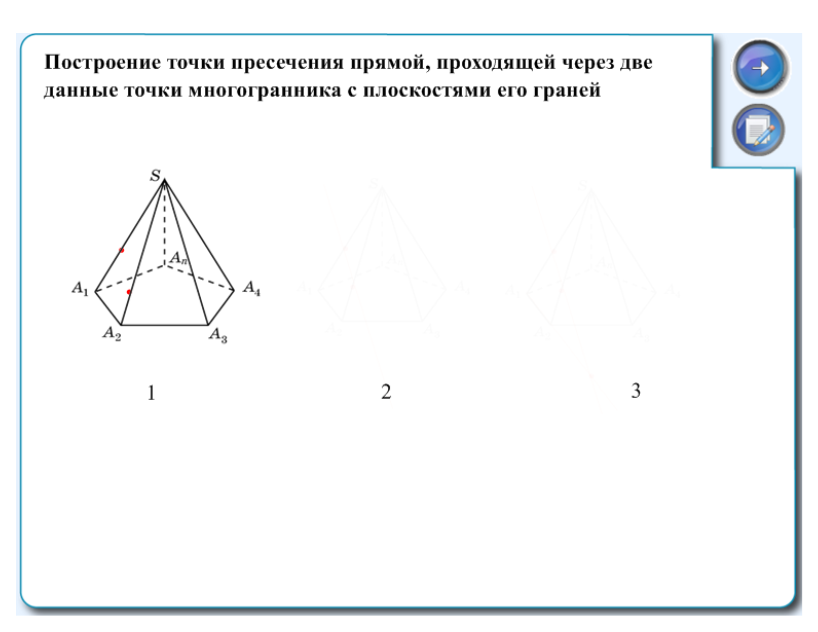 Построение точки пресечения прямой, проходящей через две
данные точки многогранника с плоскостями его граней
S
Aₙ
A₁ A₄
A₂ A₃
1 2 3